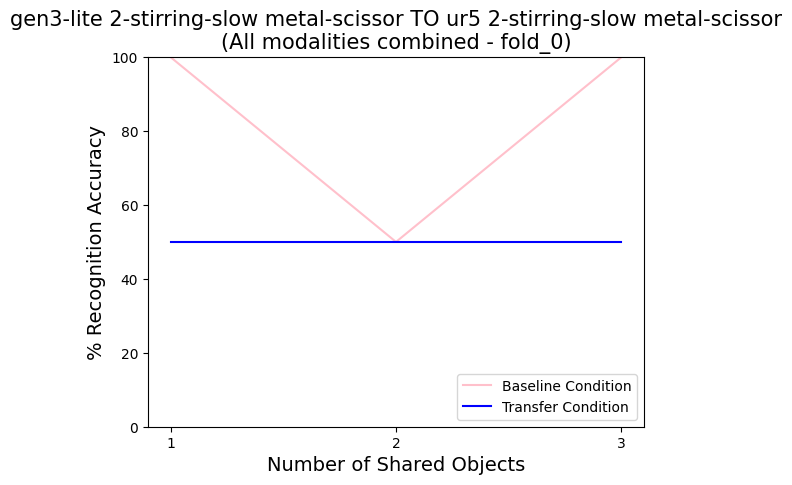 gen3-lite 2-stirring-slow metal-scissor TO ur5 2-stirring-slow metal-scissor
(All modalities combined - fold_0)
100
80
60
40
20
0
% Recognition Accuracy
1
2
3
Number of Shared Objects
Baseline Condition
Transfer Condition